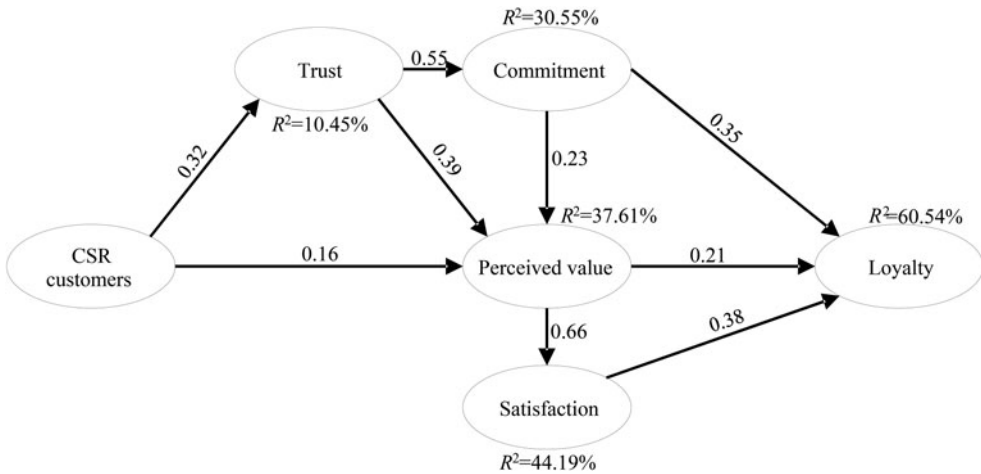 R²=30.55%
Trust
0.55
Commitment
R²=10.45%
0.32
0.39
0.23
0.35
R²=37.61%
R²=60.54%
CSR
customers
0.16
Perceived value
0.21
Loyalty
0.66
0.38
Satisfaction
R²=44.19%